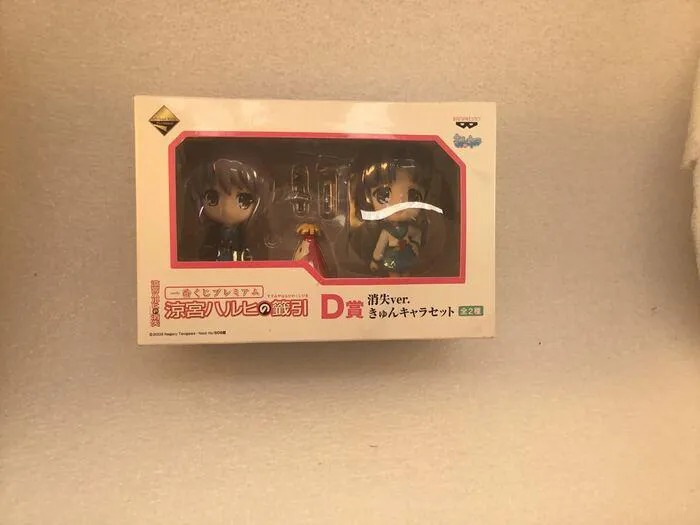 BANPRESTO
一番くじプレミアム
涼宮ハルヒの籤引
D賞
消失ver.
きゅんキャラセット
全2種